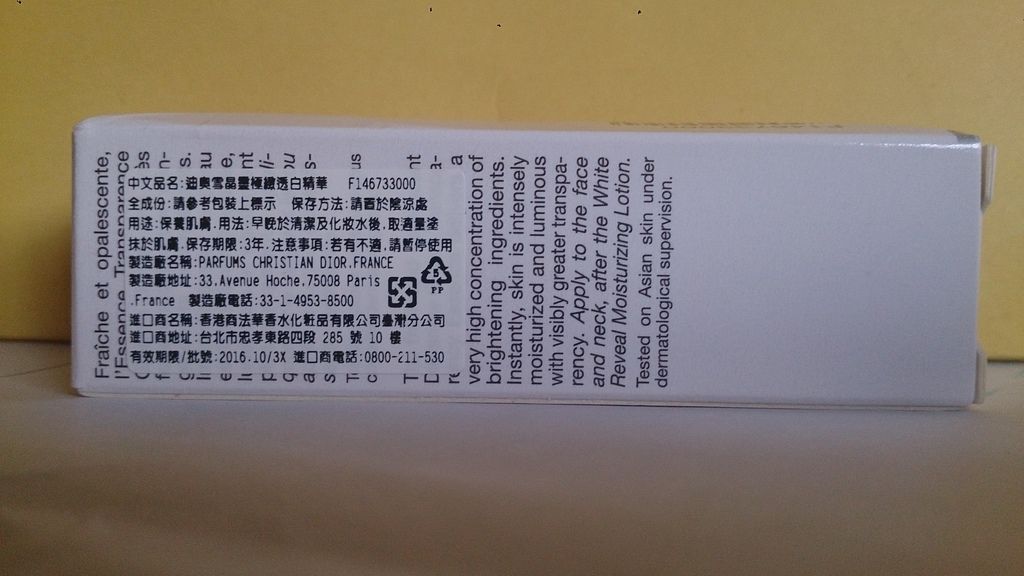 中文品名:迪奧雪晶靈極緻透白精華 F146733000
全成份:請參考包裝上標示 保存方法:請置於陰涼處
用途:保養肌膚.用法:早晚於清潔及化妝水後.取適量塗
抹於肌膚.保存期限:3年.注意事項:若有不適.請暫停使用
製造廠名稱:PARFUMS CHRISTIAN DIOR.FRANCE
製造廠地址:33.Avenue Hoche.75008 Paris
.France 製造廠電話:33-1-4953-8500
進口商名稱:香港商法華香水化粧品有限公司臺灣分公司
進口商地址:台北市忠孝東路四段 285 號 10 樓
有效期限/批號:2016.10/3X 進口商電話:0800-211-530
PP
Fraîche et opalescente,
l'Essence Transparence
very high concentration of
brightening ingredients.
Instantly, skin is intensely
moisturized and luminous
with visibly greater transpa-
rency. Apply to the face
and neck, after the White
Reveal Moisturizing Lotion.
Tested on Asian skin under
dermatological supervision.